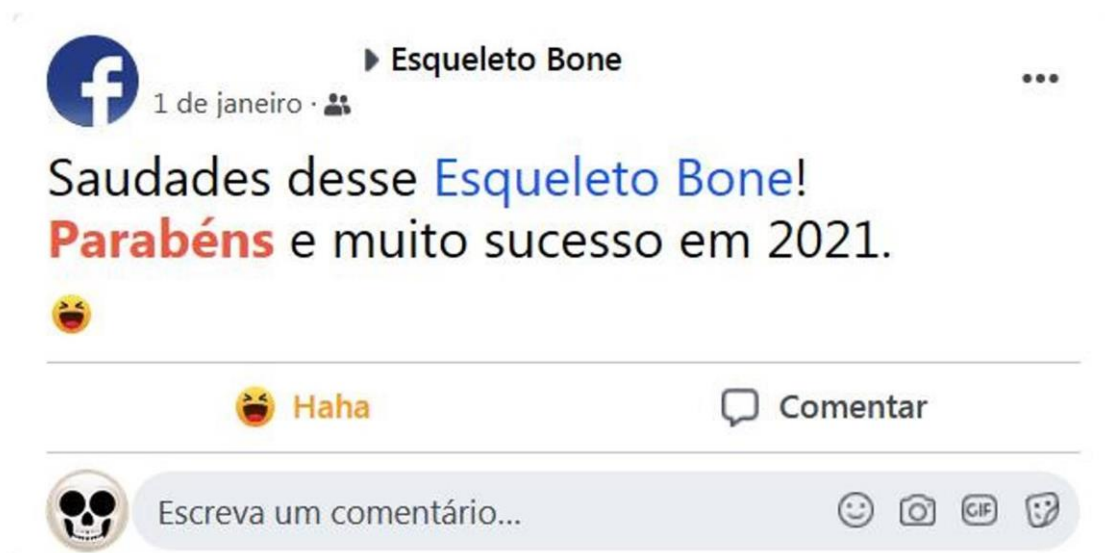 Esqueleto Bone
1 de janeiro ·
Saudades desse Esqueleto Bone!
Parabéns e muito sucesso em 2021.
Haha Comentar
Escreva um comentário... GIF